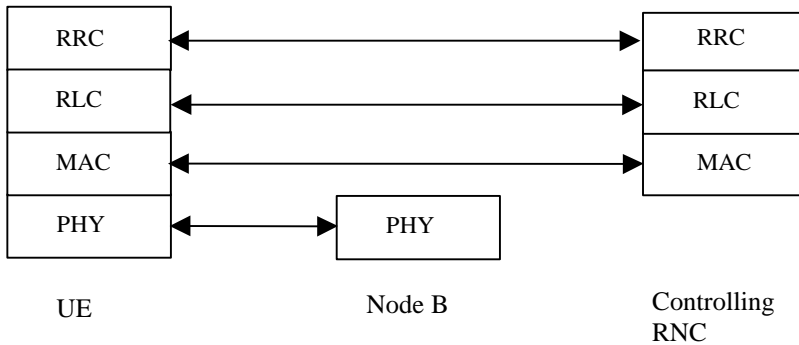 RRC RRC
RLC RLC
MAC MAC
PHY PHY
UE Node B Controlling
RNC